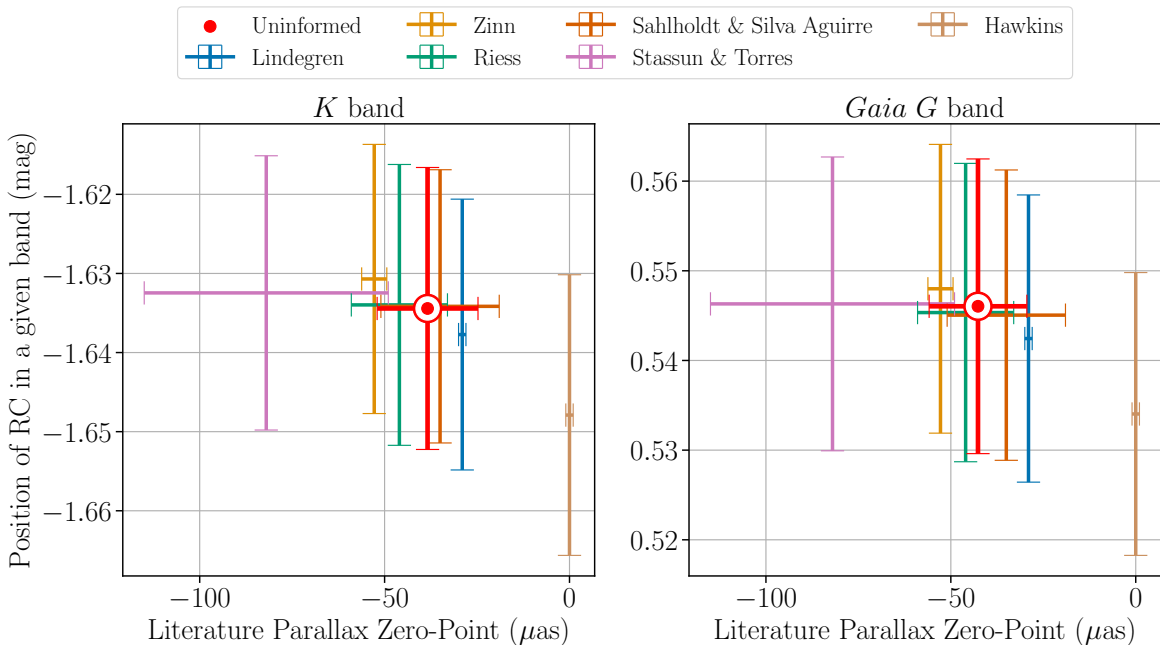 Uninformed Zinn Sahlholdt & Silva Aguirre Hawkins
Lindegren Riess Stassun & Torres
K band Gaia G band
Position of RC in a given band (mag)
−1.62
−1.63
−1.64
−1.65
−1.66
0.56
0.55
0.54
0.53
0.52
−100 −50 0 −100 −50 0
Literature Parallax Zero-Point (μas) Literature Parallax Zero-Point (μas)